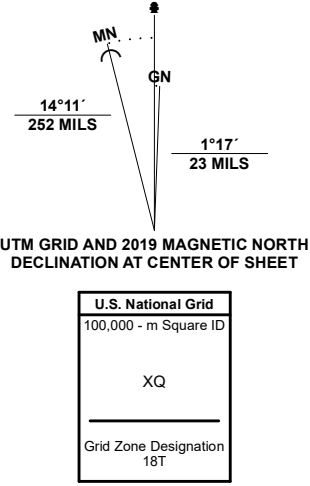 MN
GN
14°11´
252 MILS
1°17´
23 MILS
UTM GRID AND 2019 MAGNETIC NORTH
DECLINATION AT CENTER OF SHEET
U.S. National Grid
100,000 - m Square ID
XQ
Grid Zone Designation
18T